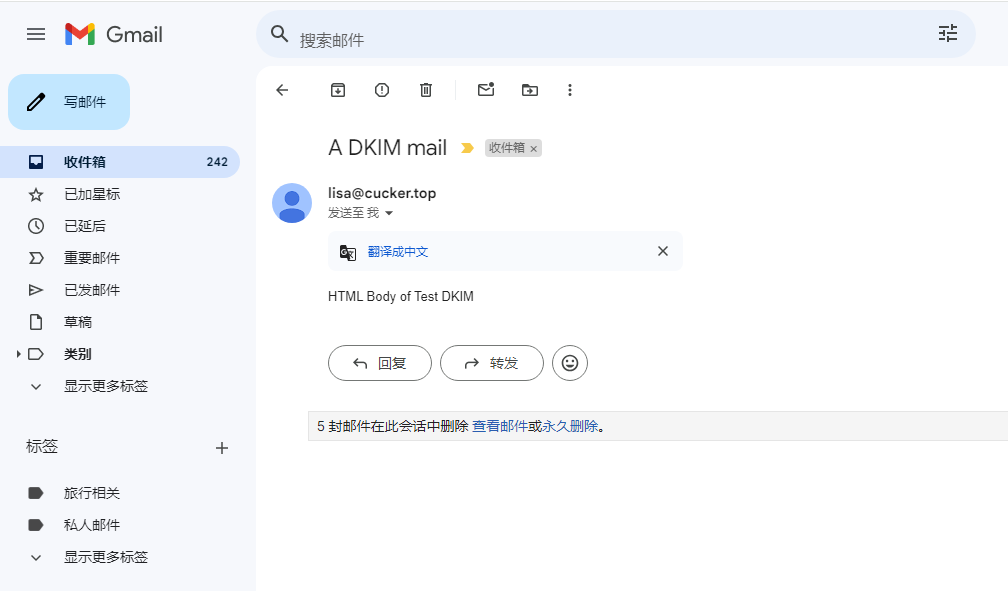 Gmail
搜索邮件
写邮件
收件箱 242
已加星标
已延后
重要邮件
已发邮件
草稿
类别
显示更多标签
标签
旅行相关
私人邮件
显示更多标签
A DKIM mail 收件箱 ×
lisa@cucker.top
发送至 我
翻译成中文
HTML Body of Test DKIM
回复 转发
5 封邮件在此会话中删除 查看邮件或永久删除。